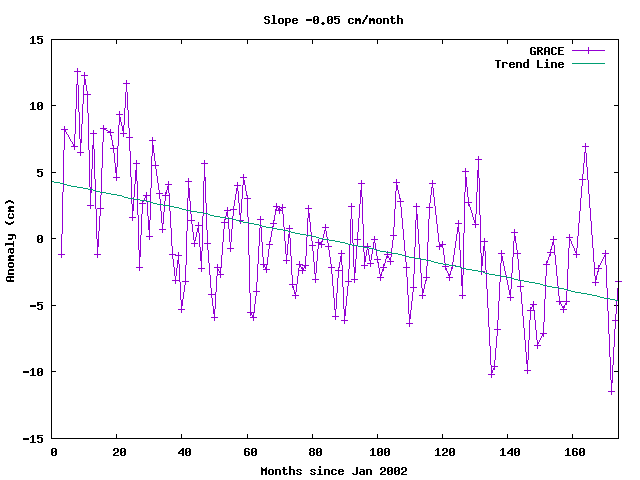 Slope -0.05 cm/month
GRACE
Trend Line
Anomaly (cm)
15
10
5
0
-5
-10
-15
0 20 40 60 80 100 120 140 160
Months since Jan 2002